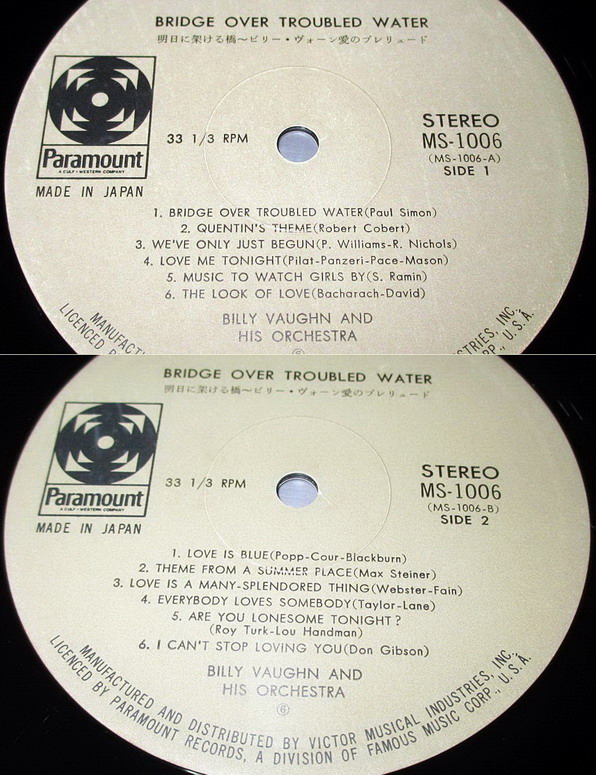 BRIDGE OVER TROUBLED WATER
明日に架ける橋〜ビリー・ヴォーン愛のプレリュード
Paramount
A GULF+WESTERN COMPANY
MADE IN JAPAN
33 1/3 RPM
STEREO
MS-1006
(MS-1006-A)
SIDE 1
1. BRIDGE OVER TROUBLED WATER(Paul Simon)
2. QUENTIN'S THEME(Robert Cobert)
3. WE'VE ONLY JUST BEGUN(P. Williams-R. Nichols)
4. LOVE ME TONIGHT(Pilat-Panzeri-Pace-Mason)
5. MUSIC TO WATCH GIRLS BY(S. Ramin)
6. THE LOOK OF LOVE(Bacharach-David)
BILLY VAUGHN AND
HIS ORCHESTRA
MANUFACT
STRIES, INC.,
LICENCED
RP., U.S.A.
BRIDGE OVER TROUBLED WATER
明日に架ける橋〜ビリー・ヴォーン愛のプレリュード
Paramount
A GULF+WESTERN COMPANY
MADE IN JAPAN
33 1/3 RPM
STEREO
MS-1006
(MS-1006-B)
SIDE 2
1. LOVE IS BLUE(Popp-Cour-Blackburn)
2. THEME FROM A SUMMER PLACE(Max Steiner)
3. LOVE IS A MANY-SPLENDORED THING(Webster-Fain)
4. EVERYBODY LOVES SOMEBODY(Taylor-Lane)
5. ARE YOU LONESOME TONIGHT?
(Roy Turk-Lou Handman)
6. I CAN'T STOP LOVING YOU(Don Gibson)
BILLY VAUGHN AND
HIS ORCHESTRA
⑥
MANUFACTURED AND DISTRIBUTED BY VICTOR MUSICAL INDUSTRIES, INC.,
LICENCED BY PARAMOUNT RECORDS, A DIVISION OF FAMOUS MUSIC CORP., U.S.A.